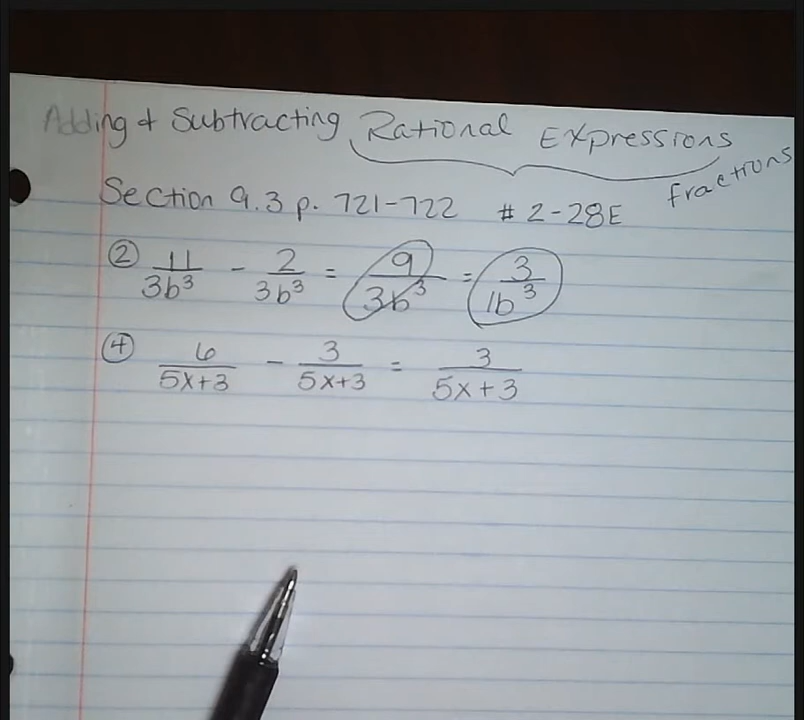 Adding & Subtracting Rational Expressions
fractions
Section 9.3 p. 721-722 # 2-28E
② 11/3b³ - 2/3b³ = 9/3b³ = 3/1b³
④ 6/5x+3 - 3/5x+3 = 3/5x+3